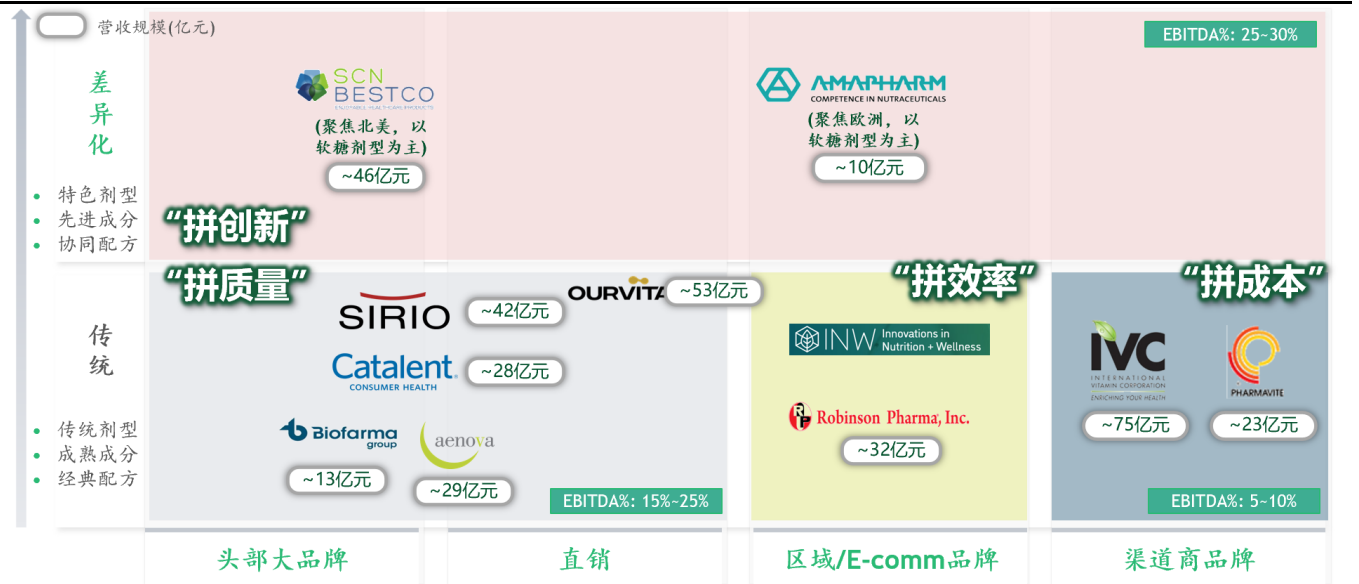 营收规模(亿元)
EBITDA%: 25~30%
差
异
化
特色剂型
先进成分
协同配方
SCN
BESTCO
(聚焦北美，以
软糖剂型为主)
~46亿元
AMAPHARM
COMPETENCE IN NUTRACEUTICALS
(聚焦欧洲，以
软糖剂型为主)
~10亿元
“拼创新”
“拼质量”
“拼效率”
“拼成本”
传
统
传统剂型
成熟成分
经典配方
SIRIO
~42亿元
OURVITA
~53亿元
Catalent
CONSUMER HEALTH
~28亿元
Biofarma
group
~13亿元
aenova
~29亿元
EBITDA%: 15%~25%
INW
Innovations in
Nutrition + Wellness
RP
Robinson Pharma, Inc.
~32亿元
IVC
INTERNATIONAL
VITAMIN CORPORATION
ENRICHING YOUR HEALTH
~75亿元
PHARMAVITE
~23亿元
EBITDA%: 5~10%
头部大品牌
直销
区域/E-comm品牌
渠道商品牌